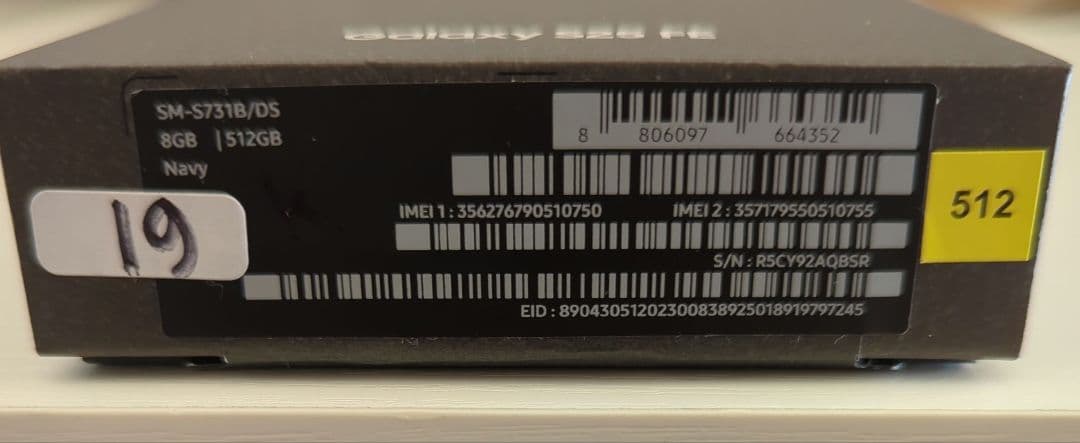 Galaxy S25 FE
SM-S731B/DS
8GB | 512GB
Navy
8 806097 664352
19
IMEI 1 : 356276790510750 IMEI 2 : 357179550510755
512
S/N : R5CY92AQBSR
EID : 89043051202300838925018919797245